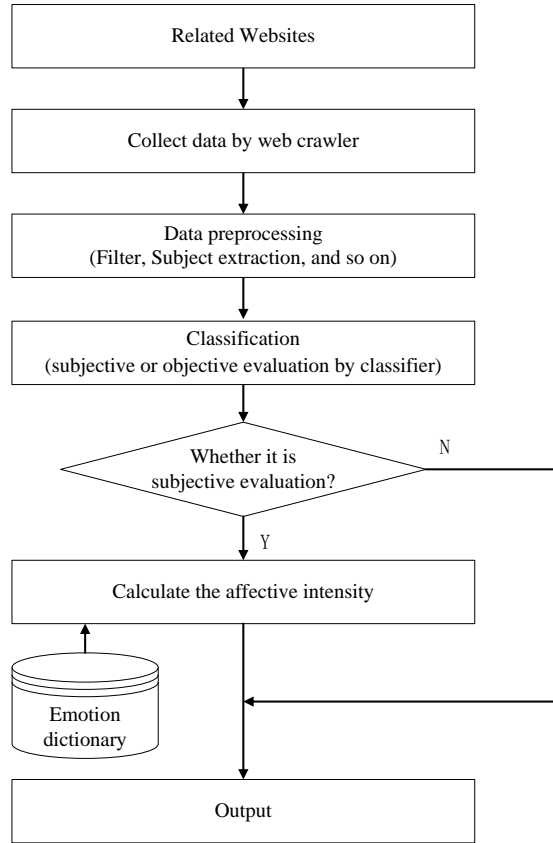 Related Websites
Collect data by web crawler
Data preprocessing
(Filter, Subject extraction, and so on)
Classification
(subjective or objective evaluation by classifier)
Whether it is
subjective evaluation?
N
Y
Calculate the affective intensity
Emotion
dictionary
Output